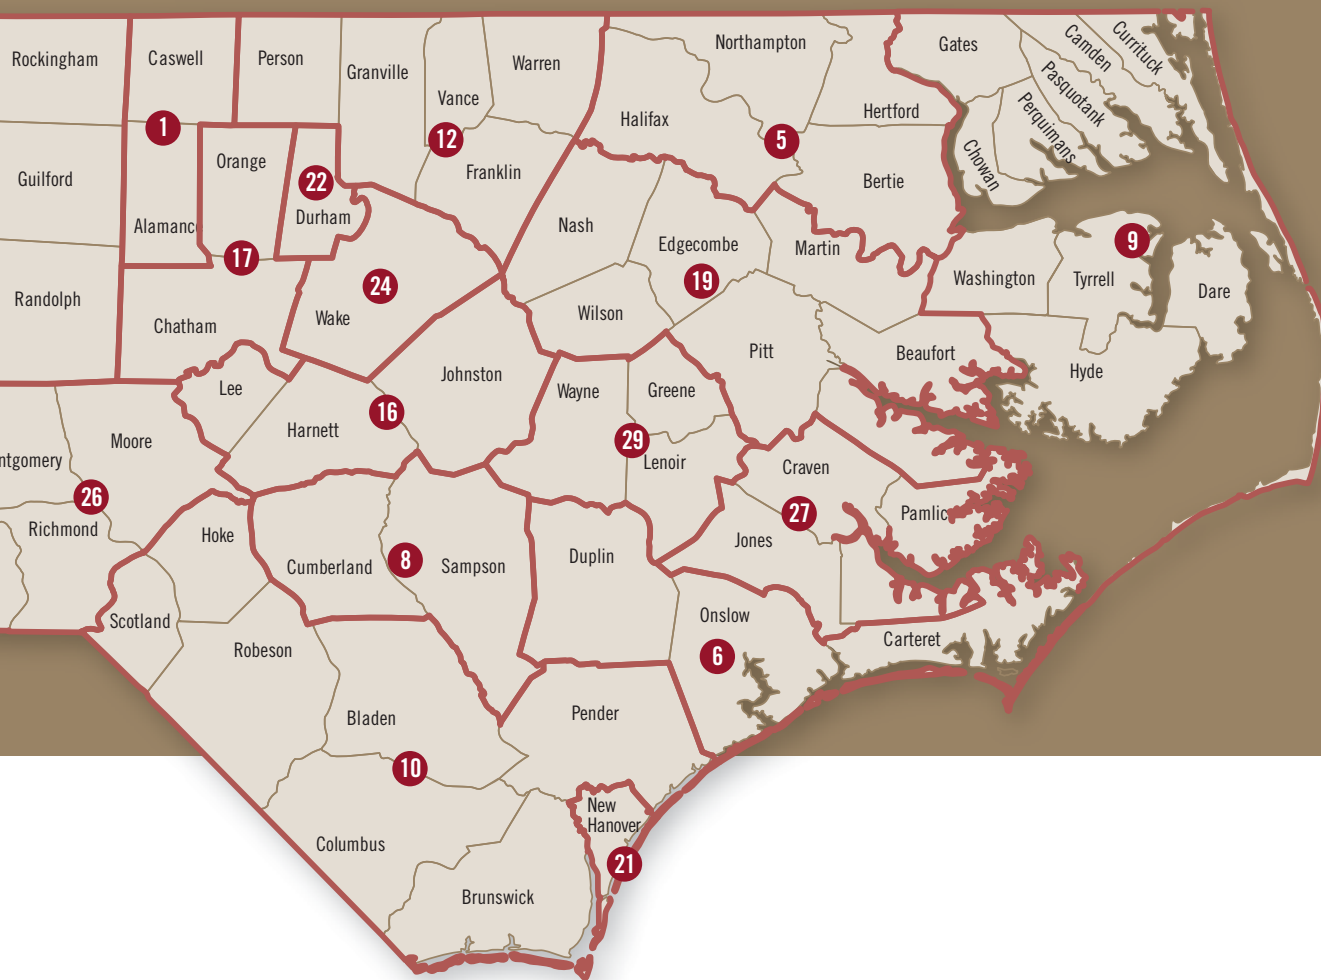 Rockingham
Caswell
Person
Granville
Vance
Warren
Northampton
Gates
Camden
Currituck
Pasquotank
Perquimans
Chowan
Hertford
Halifax
1
12
5
Franklin
Orange
22
Durham
Guilford
Alamance
Bertie
Nash
Edgecombe
Martin
9
17
19
24
Washington
Tyrrell
Dare
Randolph
Chatham
Wake
Wilson
Pitt
Beaufort
Hyde
Lee
Johnston
Wayne
Greene
16
Harnett
29
Lenoir
Moore
ntgomery
Craven
26
27
Richmond
Hoke
Pamlic
Jones
Cumberland
8
Sampson
Duplin
Scotland
Onslow
Carteret
Robeson
6
Bladen
Pender
10
New
Hanover
Columbus
21
Brunswick